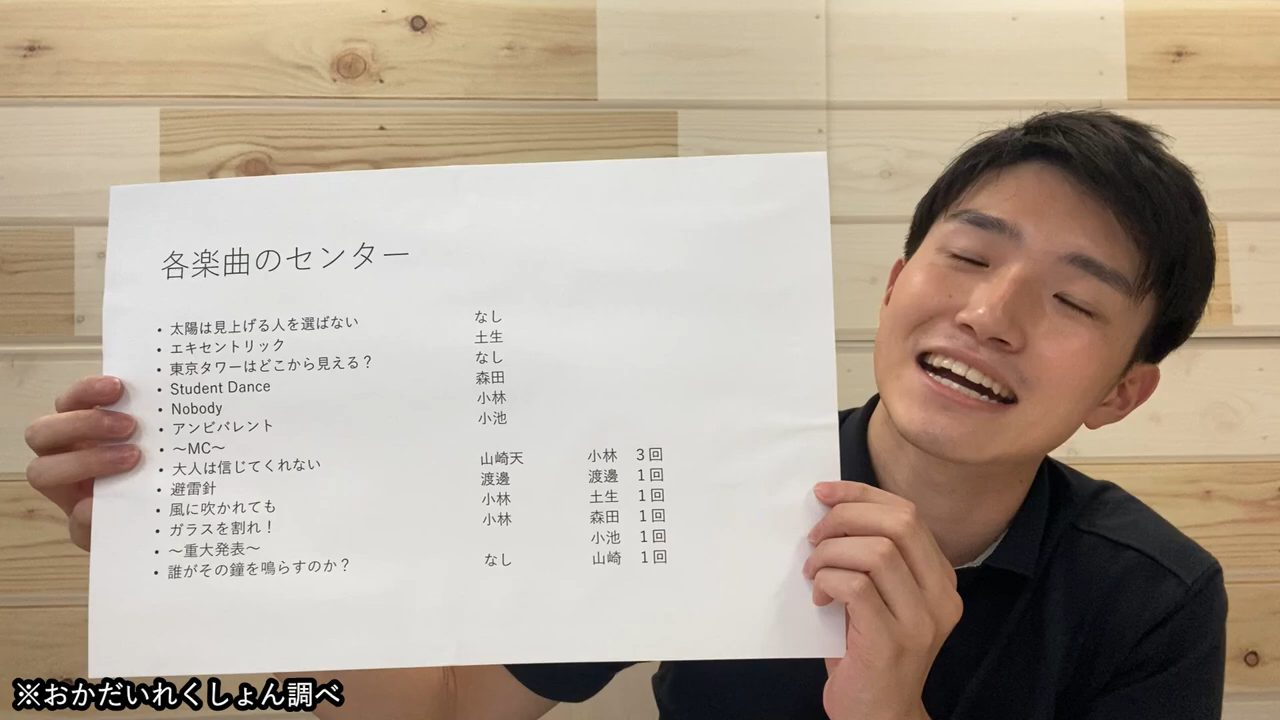 各楽曲のセンター
• 太陽は見上げる人を選ばない なし
• エキセントリック 土生
• 東京タワーはどこから見える？ なし
• Student Dance 森田
• Nobody 小林
• アンビバレント 小池
• ～MC～
• 大人は信じてくれない 山﨑天 小林 3回
• 避雷針 渡邊 渡邊 1回
• 風に吹かれても 小林 土生 1回
• ガラスを割れ！ 小林 森田 1回
• ～重大発表～ 小池 1回
• 誰がその鐘を鳴らすのか？ なし 山﨑 1回
※おかだいれくしょん調べ